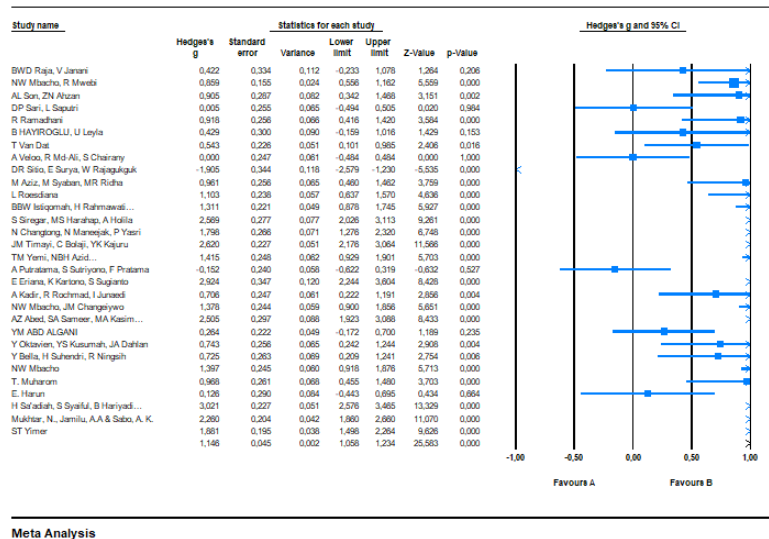 Study name Statistics for each study Hedges's g and 95% CI
Hedges's g Standard error Variance Lower limit Upper limit Z-Value p-Value
BWD Raja, V Janani 0,422 0,334 0,112 -0,233 1,078 1,264 0,206
NW Mbacho, R Mwebi 0,859 0,155 0,024 0,556 1,162 5,559 0,000
AL Son, ZN Ahzan 0,905 0,287 0,082 0,342 1,468 3,151 0,002
DP Sari, L Saputri 0,005 0,255 0,065 -0,494 0,505 0,020 0,984
R Ramadhani 0,918 0,256 0,066 0,416 1,420 3,584 0,000
B HAYIROGLU, U Leyla 0,429 0,300 0,090 -0,159 1,016 1,429 0,153
T Van Dat 0,543 0,226 0,051 0,101 0,985 2,406 0,016
A Veloo, R Md-Ali, S Chairany 0,000 0,247 0,061 -0,484 0,484 0,000 1,000
DR Sitio, E Surya, W Rajagukguk -1,905 0,344 0,118 -2,579 -1,230 -5,535 0,000
M Aziz, M Syaban, MR Ridha 0,961 0,256 0,065 0,460 1,462 3,759 0,000
L Roesdiana 1,103 0,238 0,057 0,637 1,570 4,636 0,000
BBW Istiqomah, H Rahmawati... 1,311 0,221 0,049 0,878 1,745 5,927 0,000
S Siregar, MS Harahap, A Holila 2,569 0,277 0,077 2,026 3,113 9,261 0,000
N Changtong, N Maneejak, P Yasri 1,798 0,266 0,071 1,276 2,320 6,748 0,000
JM Timayi, C Bolaji, YK Kajuru 2,620 0,227 0,051 2,176 3,064 11,566 0,000
TM Yemi, NBH Azid... 1,415 0,248 0,062 0,929 1,901 5,703 0,000
A Putratama, S Sutriyono, F Pratama -0,152 0,240 0,058 -0,622 0,319 -0,632 0,527
E Eriana, K Kartono, S Sugianto 2,924 0,347 0,120 2,244 3,604 8,428 0,000
A Kadir, R Rochmad, I Junaedi 0,706 0,247 0,061 0,222 1,191 2,856 0,004
NW Mbacho, JM Changeiywo 1,378 0,244 0,059 0,900 1,856 5,651 0,000
AZ Abed, SA Sameer, MA Kasim... 2,505 0,297 0,088 1,923 3,088 8,433 0,000
YM ABD ALGANI 0,264 0,222 0,049 -0,172 0,700 1,189 0,235
Y Oktavien, YS Kusumah, JA Dahlan 0,743 0,256 0,065 0,242 1,244 2,908 0,004
Y Bella, H Suhendri, R Ningsih 0,725 0,263 0,069 0,209 1,241 2,754 0,006
NW Mbacho 1,397 0,245 0,060 0,918 1,876 5,713 0,000
T. Muharom 0,968 0,261 0,068 0,455 1,480 3,703 0,000
E. Harun 0,126 0,290 0,084 -0,443 0,695 0,434 0,664
H Sa'adiah, S Syaiful, B Hariyadi... 3,021 0,227 0,051 2,576 3,465 13,329 0,000
Mukhtar, N., Jamilu, A.A & Sabo, A. K. 2,260 0,204 0,042 1,860 2,660 11,070 0,000
ST Yimer 1,881 0,195 0,038 1,498 2,264 9,626 0,000
1,146 0,045 0,002 1,058 1,234 25,583 0,000
-1,00 -0,50 0,00 0,50 1,00
Favours A Favours B
Meta Analysis